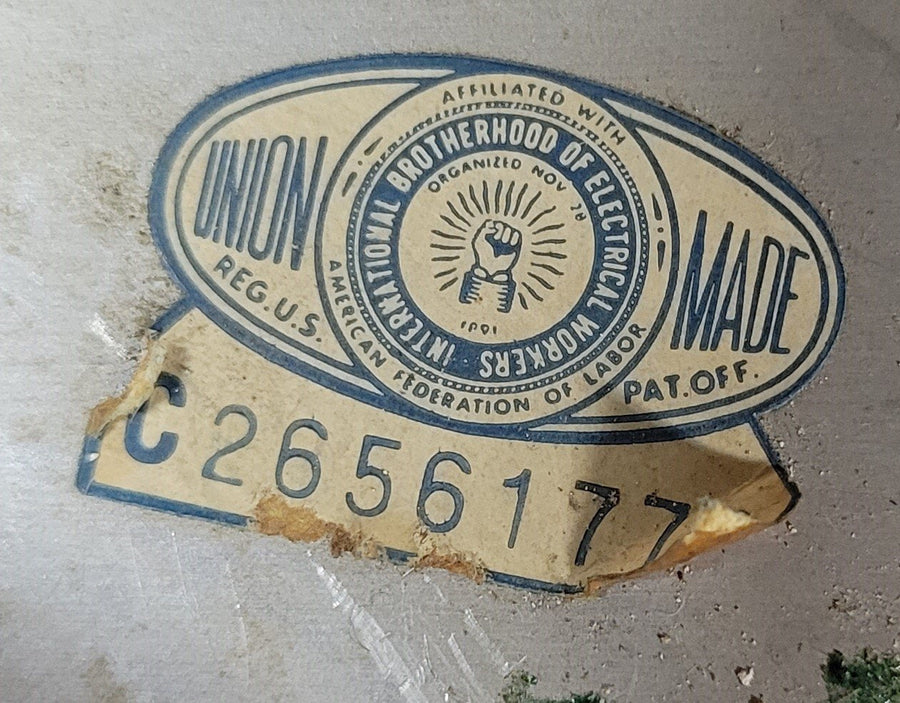 AFFILIATED WITH
INTERNATIONAL BROTHERHOOD OF ELECTRICAL WORKERS
ORGANIZED NOV 28
1891
AMERICAN FEDERATION OF LABOR
UNION
MADE
REG.U.S.
PAT.OFF.
C 2656177